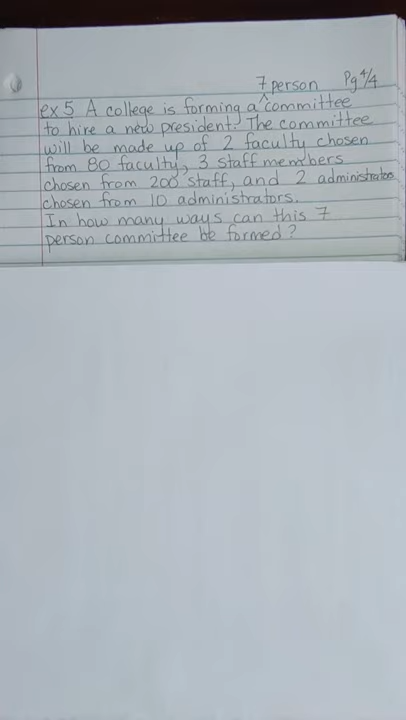 7 person Pg 4/4
ex 5 A college is forming a ^ committee
to hire a new president. The committee
will be made up of 2 faculty chosen
from 80 faculty, 3 staff members
chosen from 200 staff, and 2 administrators
chosen from 10 administrators.
In how many ways can this 7
person committee be formed?